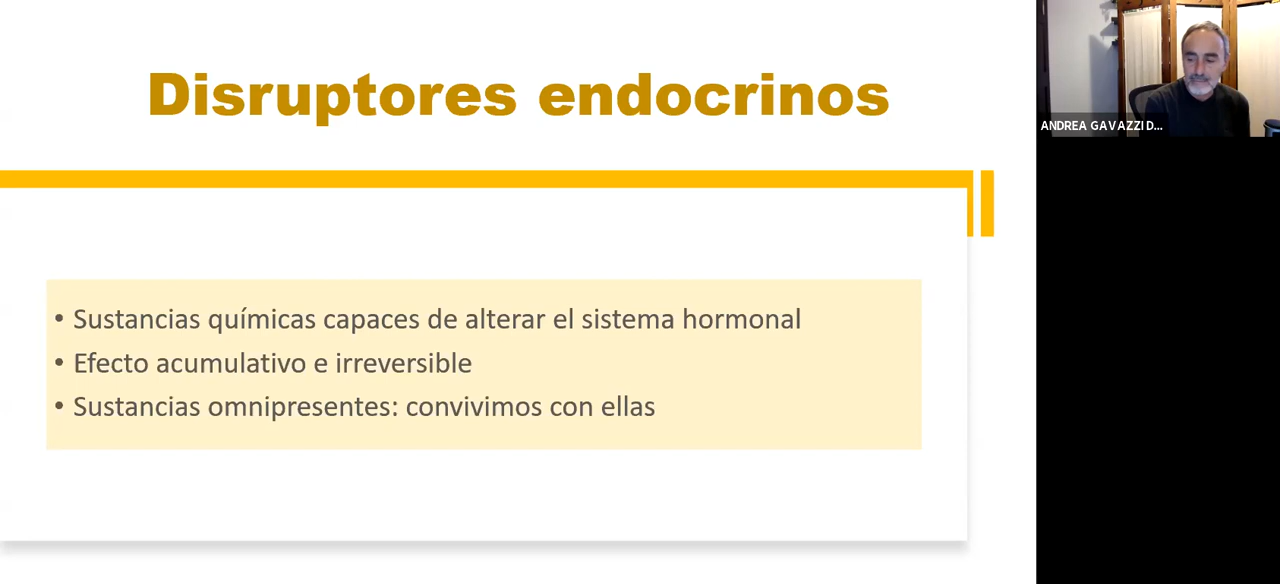 Disruptores endocrinos
• Sustancias químicas capaces de alterar el sistema hormonal
• Efecto acumulativo e irreversible
• Sustancias omnipresentes: convivimos con ellas
ANDREA GAVAZZI D...